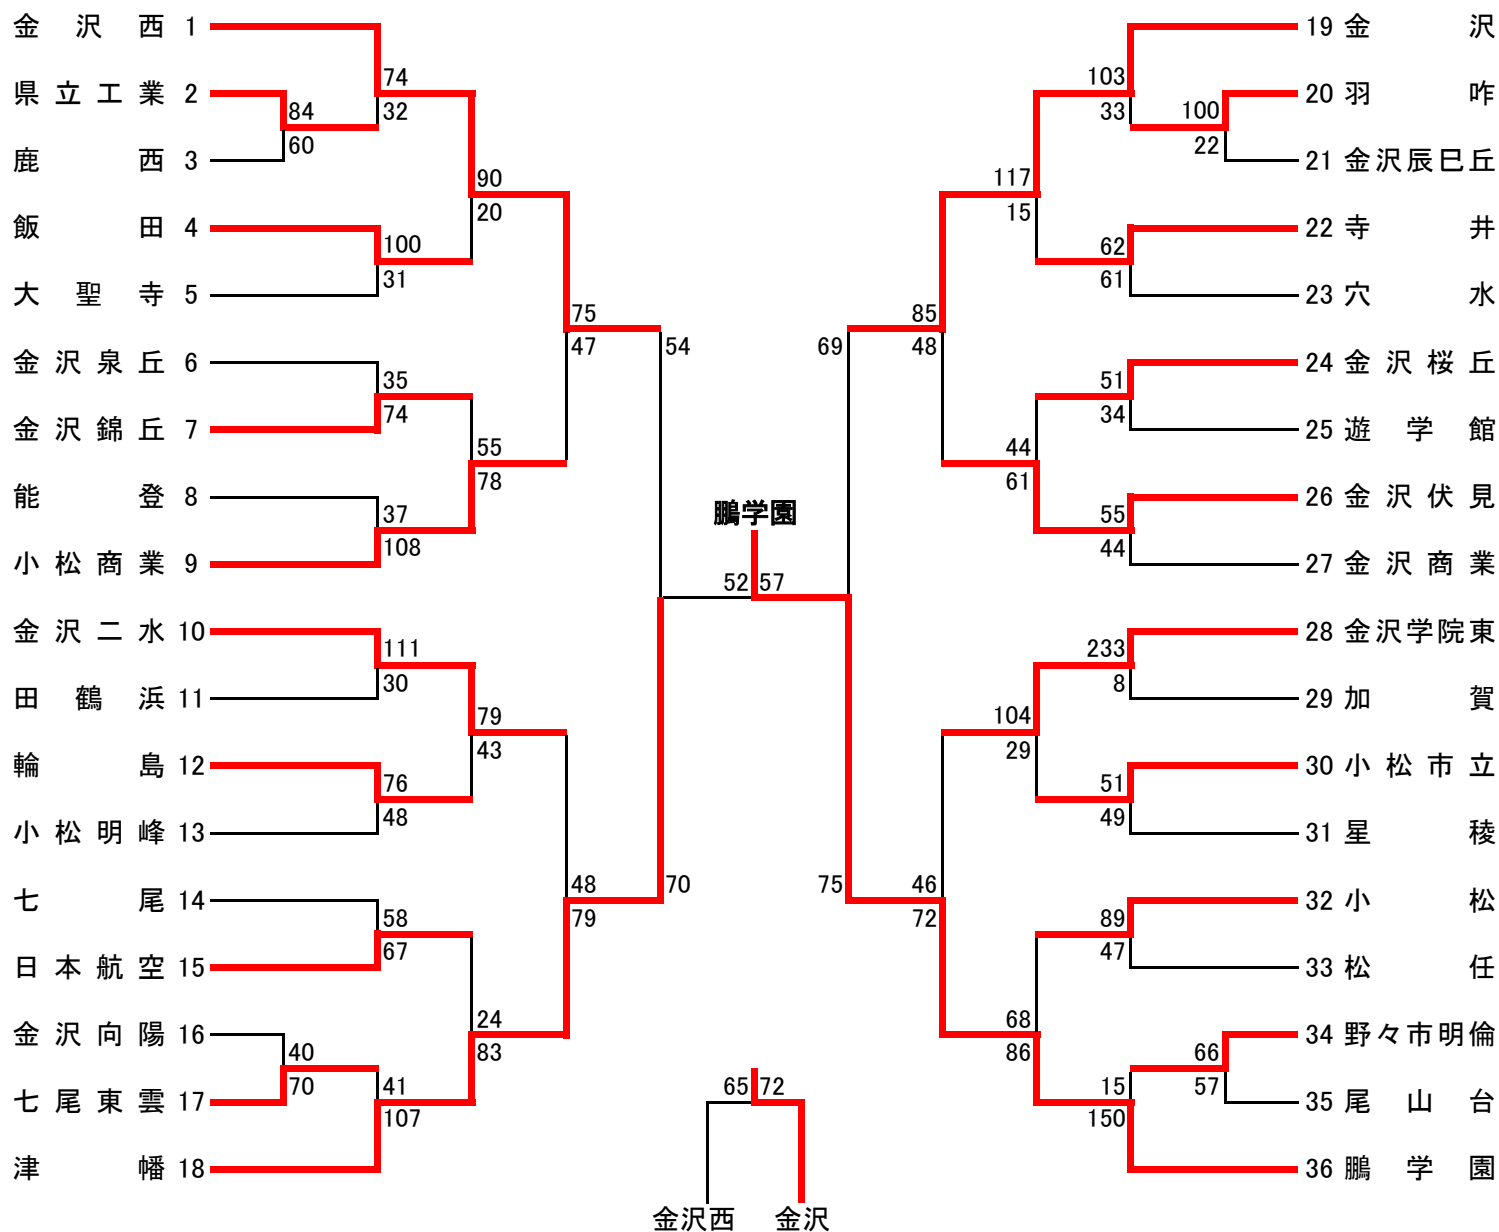 金沢西 1
74
県立工業 2
84
32
60
鹿西 3
90
20
飯田 4
100
31
大聖寺 5
75
47
54
金沢泉丘 6
35
74
金沢錦丘 7
55
78
能登 8
37
108
小松商業 9
金沢二水 10
111
30
田鶴浜 11
79
43
輪島 12
76
48
小松明峰 13
48
79
70
七尾 14
58
67
日本航空 15
24
83
金沢向陽 16
40
70
七尾東雲 17
41
107
津幡 18
鵬学園
52 57
65 72
金沢西 金沢
19 金沢
103
33
20 羽咋
100
22
21 金沢辰巳丘
117
15
22 寺井
62
61
23 穴水
85
48
69
24 金沢桜丘
51
34
25 遊学館
44
61
26 金沢伏見
55
44
27 金沢商業
28 金沢学院東
233
8
29 加賀
104
29
30 小松市立
51
49
31 星稜
75
46
72
32 小松
89
47
33 松任
68
86
34 野々市明倫
66
57
35 尾山台
15
150
36 鵬学園